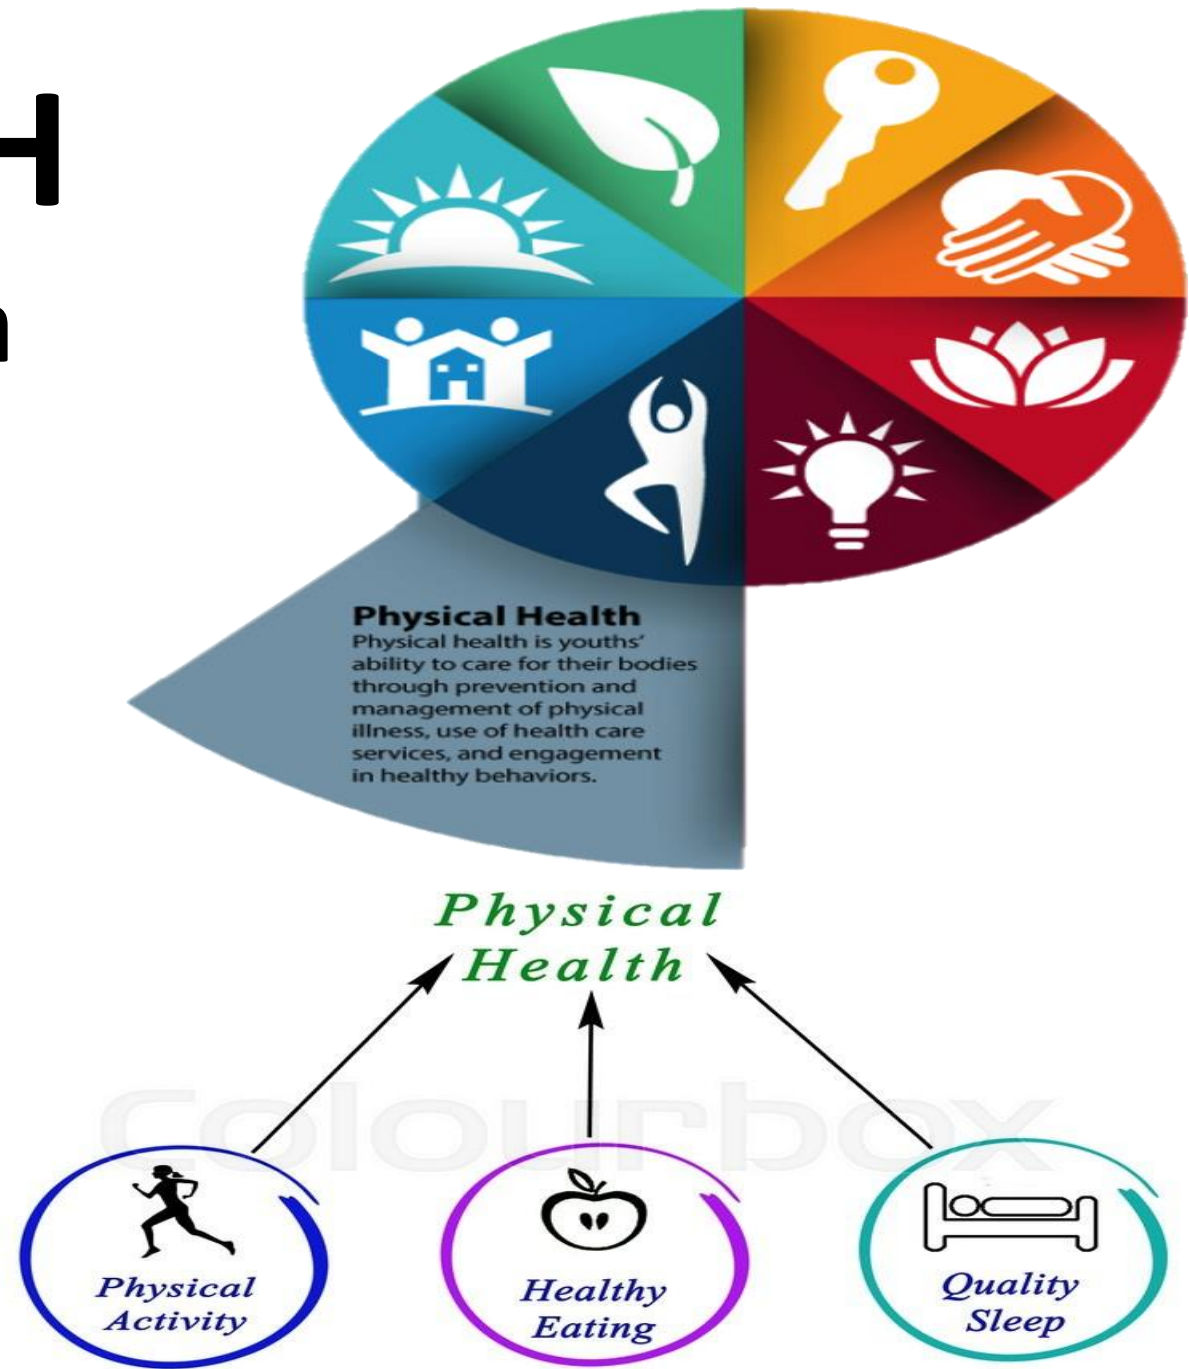 H
Physical Health
Physical health is youths’
ability to care for their bodies
through prevention and
management of physical
illness, use of health care
services, and engagement
in healthy behaviors.
Physical
Health
Colourbox
Physical
Activity
Healthy
Eating
Quality
Sleep